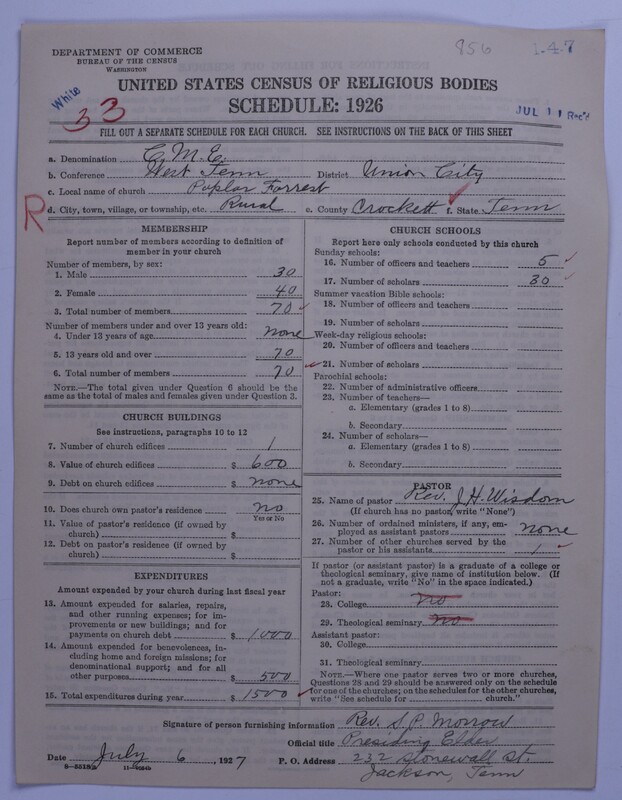 DEPARTMENT OF COMMERCE
BUREAU OF THE CENSUS
WASHINGTON
856
1-4-7
UNITED STATES CENSUS OF RELIGIOUS BODIES
SCHEDULE: 1926
White
33
JUL 11 Rec'd
FILL OUT A SEPARATE SCHEDULE FOR EACH CHURCH. SEE INSTRUCTIONS ON THE BACK OF THIS SHEET
a. Denomination C.M.E.
b. Conference West Tenn District Union City
c. Local name of church Poplar Forrest
R
d. City, town, village, or township, etc. Rural e. County Crockett f. State Tenn
MEMBERSHIP
Report number of members according to definition of
member in your church
Number of members, by sex:
1. Male 30
2. Female 40
3. Total number of members 70
Number of members under and over 13 years old:
4. Under 13 years of age none
5. 13 years old and over 70
6. Total number of members 70
NOTE.—The total given under Question 6 should be the
same as the total of males and females given under Question 3.
CHURCH BUILDINGS
See instructions, paragraphs 10 to 12
7. Number of church edifices 1
8. Value of church edifices $ 600
9. Debt on church edifices $ none
10. Does church own pastor's residence no
Yes or No
11. Value of pastor's residence (if owned by
church) $
12. Debt on pastor's residence (if owned by
church) $
EXPENDITURES
Amount expended by your church during last fiscal year
13. Amount expended for salaries, repairs,
and other running expenses; for im-
provements or new buildings; and for
payments on church debt $ 1000
14. Amount expended for benevolences, in-
cluding home and foreign missions; for
denominational support; and for all
other purposes $ 500
15. Total expenditures during year $ 1500
CHURCH SCHOOLS
Report here only schools conducted by this church
Sunday schools:
16. Number of officers and teachers 5
17. Number of scholars 30
Summer vacation Bible schools:
18. Number of officers and teachers
19. Number of scholars
Week-day religious schools:
20. Number of officers and teachers
21. Number of scholars
Parochial schools:
22. Number of administrative officers
23. Number of teachers—
a. Elementary (grades 1 to 8)
b. Secondary
24. Number of scholars—
a. Elementary (grades 1 to 8)
b. Secondary
PASTOR
25. Name of pastor Rev. J.H. Wisdom
(If church has no pastor, write "None")
26. Number of ordained ministers, if any, em-
ployed as assistant pastors none
27. Number of other churches served by the
pastor or his assistants 1
If pastor (or assistant pastor) is a graduate of a college or
theological seminary, give name of institution below. (If
not a graduate, write "No" in the space indicated.)
Pastor:
28. College no
29. Theological seminary no
Assistant pastor:
30. College
31. Theological seminary
NOTE.—Where one pastor serves two or more churches,
Questions 28 and 29 should be answered only on the schedule
for one of the churches; on the schedules for the other churches,
write "See schedule for church."
Signature of person furnishing information Rev. S.P. Morrow
Official title Presiding Elder
Date July 6, 1927 P. O. Address 232 Stonewall St.
Jackson, Tenn